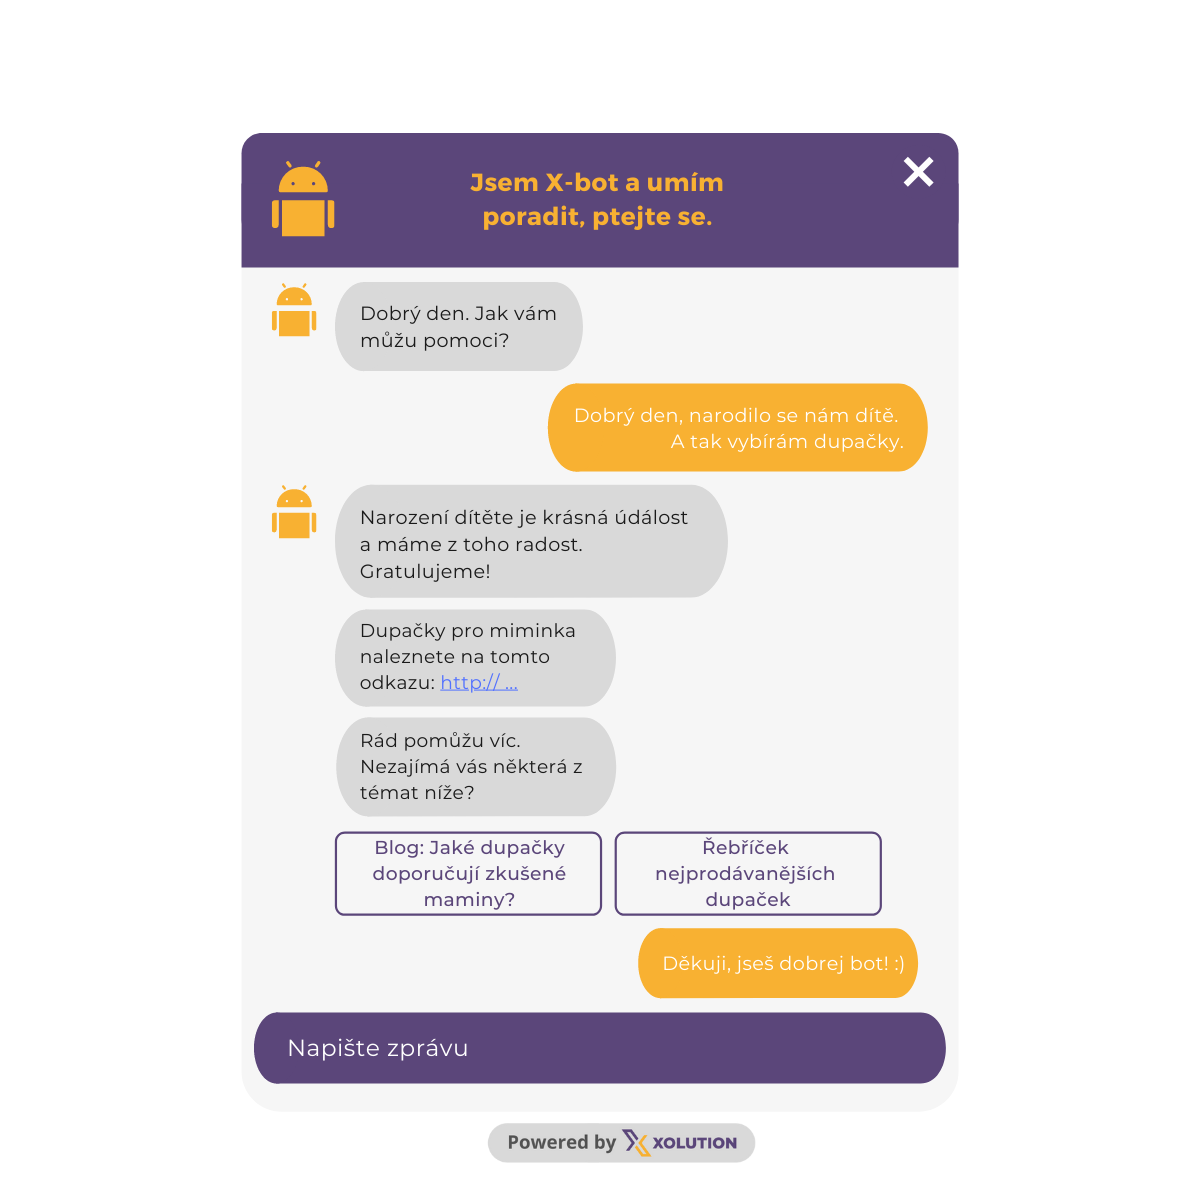 Jsem X-bot a umím
poradit, ptejte se.
Dobrý den. Jak vám
můžu pomoci?
Dobrý den, narodilo se nám dítě.
A tak vybírám dupačky.
Narození dítěte je krásná údálost
a máme z toho radost.
Gratulujeme!
Dupačky pro miminka
naleznete na tomto
odkazu: http:// ...
Rád pomůžu víc.
Nezajímá vás některá z
témat níže?
Blog: Jaké dupačky
doporučují zkušené
maminy?
Řebříček
nejprodávanějších
dupaček
Děkuji, jseš dobrej bot! :)
Napište zprávu
Powered by XOLUTION